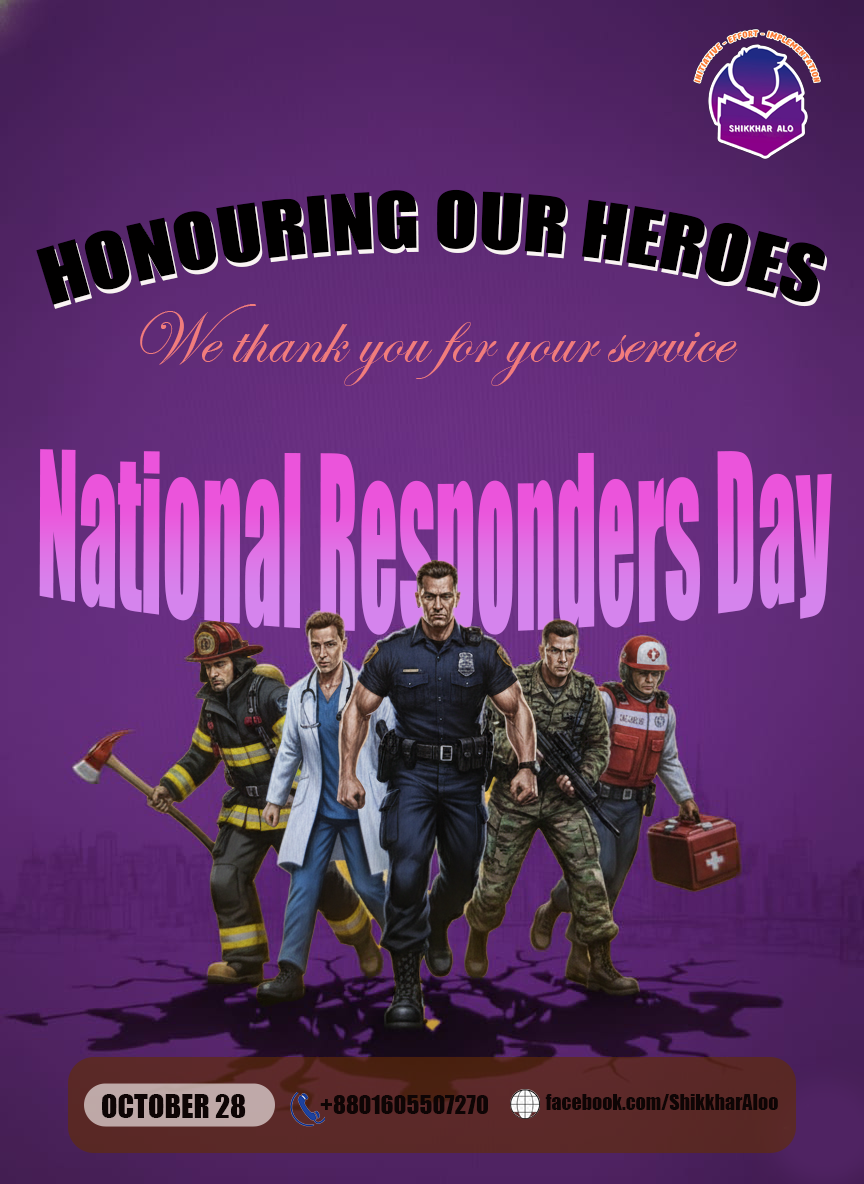 INITIATIVE - EFFORT - IMPLEMENTATION
SHIKKHAR ALO
HONOURING OUR HEROES
We thank you for your service
National Responders Day
OCTOBER 28
+8801605507270
facebook.com/ShikkharAloo